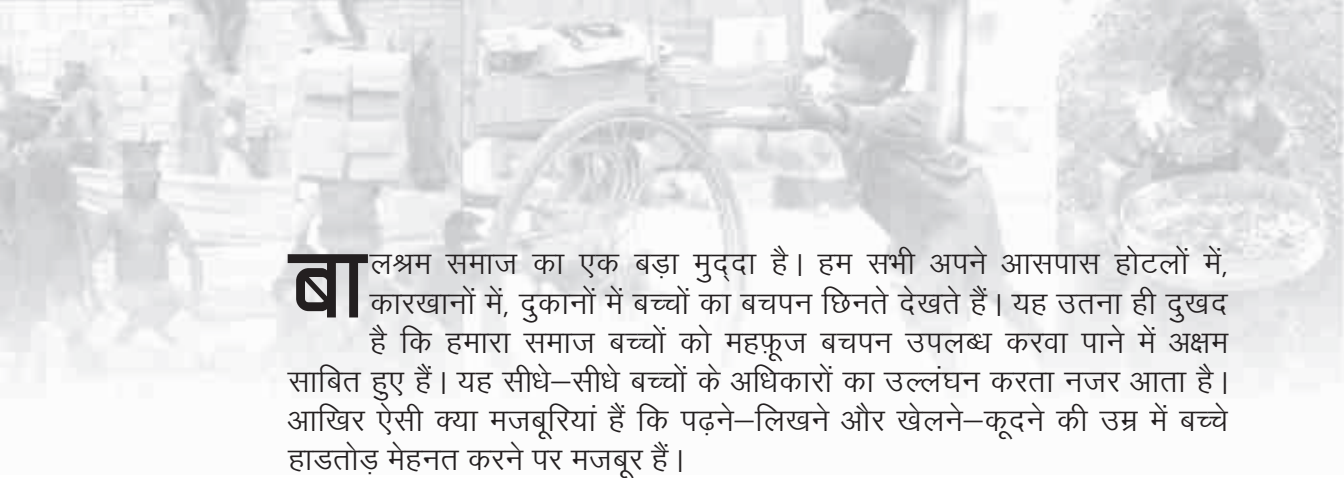 बालश्रम समाज का एक बड़ा मुद्दा है। हम सभी अपने आसपास होटलों में,
कारखानों में, दुकानों में बच्चों का बचपन छिनते देखते हैं। यह उतना ही दुखद
है कि हमारा समाज बच्चों को महफ़ूज बचपन उपलब्ध करवा पाने में अक्षम
साबित हुए हैं। यह सीधे–सीधे बच्चों के अधिकारों का उल्लंघन करता नजर आता है।
आखिर ऐसी क्या मजबूरियां हैं कि पढ़ने–लिखने और खेलने–कूदने की उम्र में बच्चे
हाडतोड़ मेहनत करने पर मजबूर हैं।